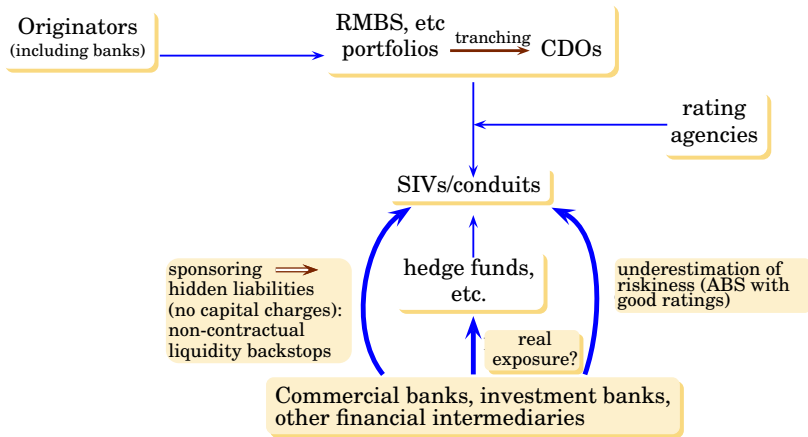 Originators
(including banks)
RMBS, etc
portfolios
tranching
CDOs
rating
agencies
SIVs/conduits
sponsoring
hidden liabilities
(no capital charges):
non-contractual
liquidity backstops
hedge funds,
etc.
underestimation of
riskiness (ABS with
good ratings)
real
exposure?
Commercial banks, investment banks,
other financial intermediaries